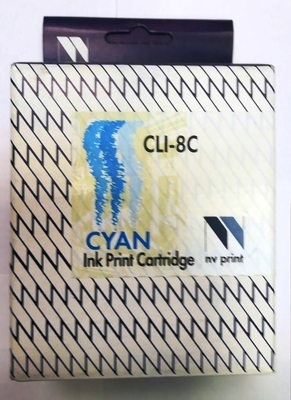 CLI-8C
CYAN
Ink Print Cartridge
nv print